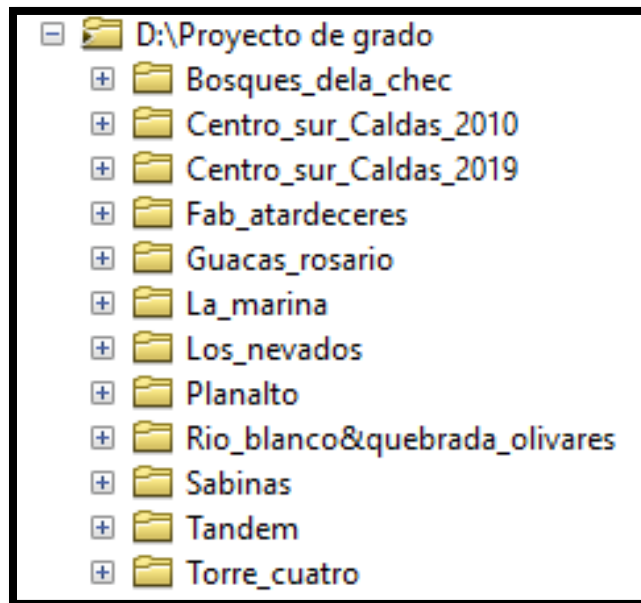 D:\Proyecto de grado
Bosques_dela_chec
Centro_sur_Caldas_2010
Centro_sur_Caldas_2019
Fab_atardeceres
Guacas_rosario
La_marina
Los_nevados
Planalto
Rio_blanco&quebrada_olivares
Sabinas
Tandem
Torre_cuatro